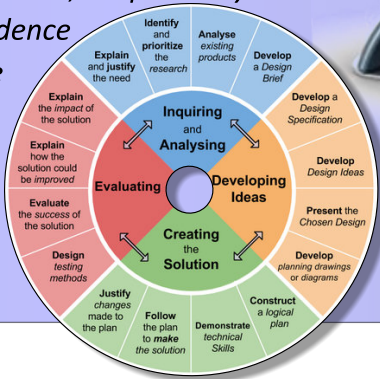 dence
Explain
and justify
the need
Identify
and
prioritize
the
research
Analyse
existing
products
Develop
a Design
Brief
Develop a
Design
Specification
Develop
Design Ideas
Present the
Chosen Design
Develop
planning drawings
or diagrams
Construct
a logical
plan
Demonstrate
technical
Skills
Follow
the plan
to make
the solution
Justify
changes
made to
the plan
Design
testing
methods
Evaluate
the success of
the solution
Explain
how the
solution could
be improved
Explain
the impact of
the solution
Inquiring
and
Analysing
Developing
Ideas
Creating
the
Solution
Evaluating